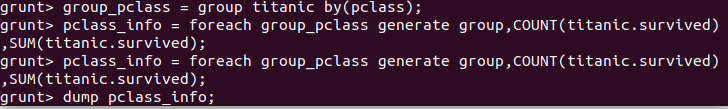 grunt> group_pclass = group titanic by(pclass);
grunt> pclass_info = foreach group_pclass generate group,COUNT(titanic.survived)
,SUM(titanic.survived);
grunt> pclass_info = foreach group_pclass generate group,COUNT(titanic.survived)
,SUM(titanic.survived);
grunt> dump pclass_info;